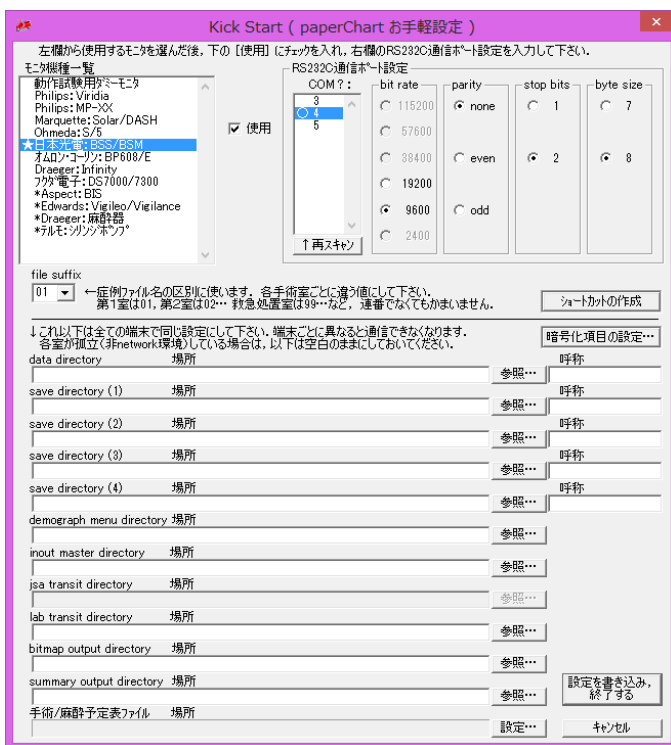 Kick Start ( paperChart お手軽設定 )
左欄から使用するモニタを選んだ後, 下の [使用] にチェックを入れ, 右欄のRS232C通信ポート設定を入力して下さい.
モニタ機種一覧
動作試験用ダミーモニタ
Philips: Viridia
Philips: MP-XX
Marquette: Solar/DASH
Ohmeda: S/5
★日本光電: BSS/BSM
オムロン・コーリン: BP608/E
Draeger: Infinity
フクダ電子: DS7000/7300
*Aspect: BIS
*Edwards: Vigileo/Vigilance
*Draeger: 麻酔器
*テルモ: シリンジポンプ
使用
RS232C通信ポート設定
COM?:
3
○ 4
5
↑再スキャン
bit rate
115200
57600
38400
19200
9600
2400
parity
none
even
odd
stop bits
1
2
byte size
7
8
file suffix
01
←症例ファイル名の区別に使います. 各手術室ごとに違う値にして下さい.
第1室は01, 第2室は02… 救急処置室は99…など, 連番でなくてもかまいません.
ショートカットの作成
↓これ以下は全ての端末で同じ設定にして下さい. 端末ごとに異なると通信できなくなります.
各室が孤立(非network環境)している場合は, 以下は空白のままにしておいてください.
暗号化項目の設定…
data directory 場所 呼称
参照…
save directory (1) 場所 呼称
参照…
save directory (2) 場所 呼称
参照…
save directory (3) 場所 呼称
参照…
save directory (4) 場所 呼称
参照…
demograph menu directory 場所
参照…
inout master directory 場所
参照…
jsa transit directory 場所
参照…
lab transit directory 場所
参照…
bitmap output directory 場所
参照…
summary output directory 場所
参照…
設定を書き込み,
終了する
手術/麻酔予定表ファイル 場所
設定…
キャンセル